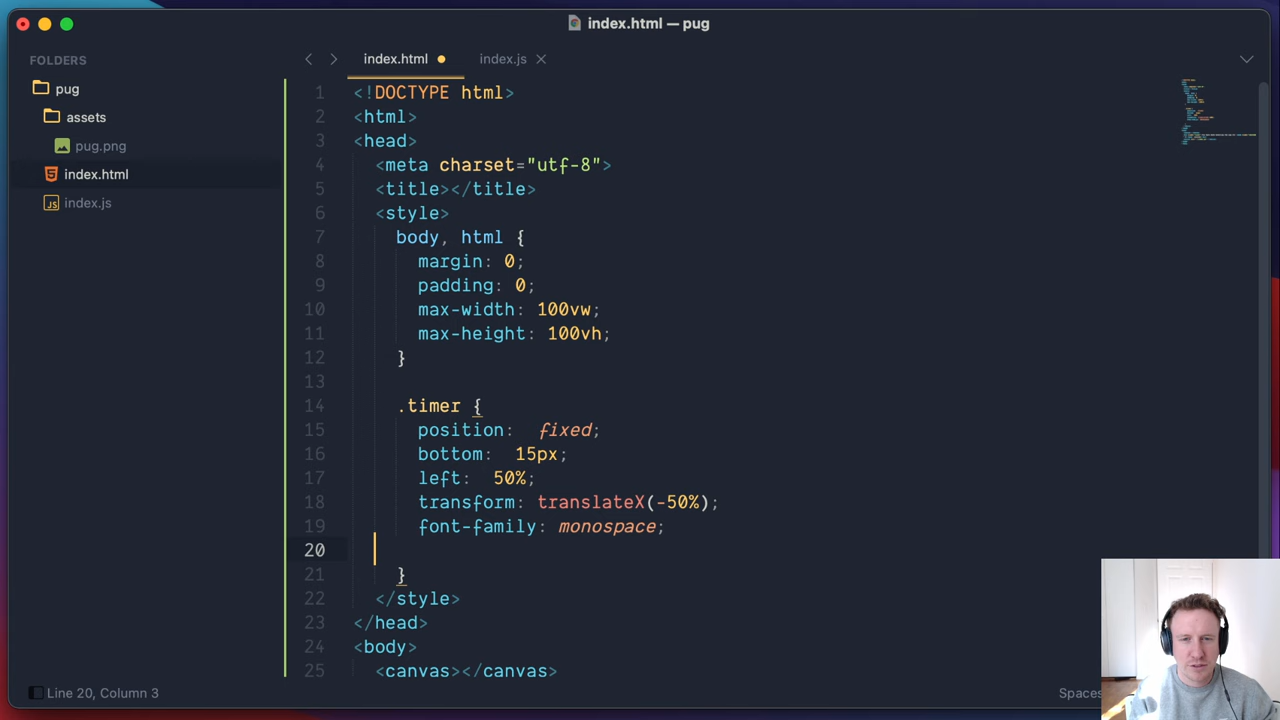 index.html — pug
FOLDERS
pug
assets
pug.png
index.html
index.js
index.html
index.js
1 <!DOCTYPE html>
2 <html>
3 <head>
4 <meta charset="utf-8">
5 <title></title>
6 <style>
7 body, html {
8 margin: 0;
9 padding: 0;
10 max-width: 100vw;
11 max-height: 100vh;
12 }
13
14 .timer {
15 position:  fixed;
16 bottom:  15px;
17 left:  50%;
18 transform: translateX(-50%);
19 font-family: monospace;
20
21 }
22 </style>
23 </head>
24 <body>
25 <canvas></canvas>
Line 20, Column 3
Spaces